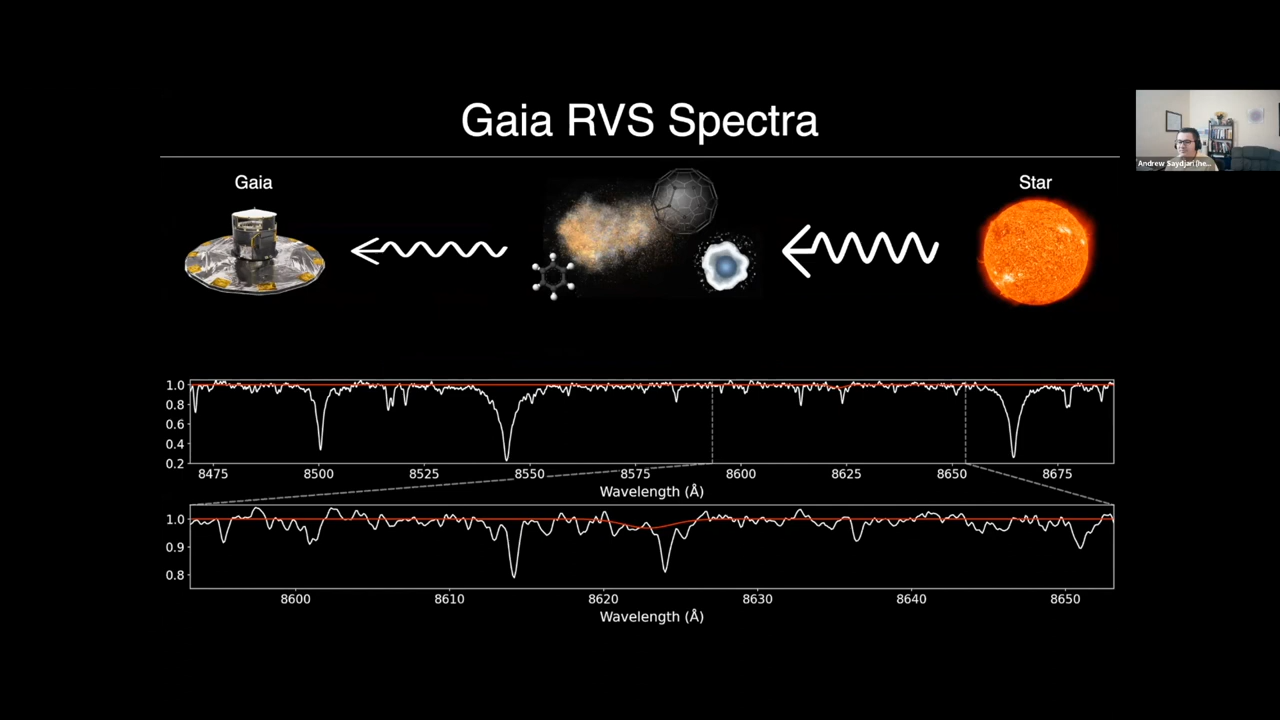 Gaia RVS Spectra
Gaia
Star
Andrew Saydjari (he...
1.0
0.8
0.6
0.4
0.2
8475 8500 8525 8550 8575 8600 8625 8650 8675
Wavelength (Å)
1.0
0.9
0.8
8600 8610 8620 8630 8640 8650
Wavelength (Å)